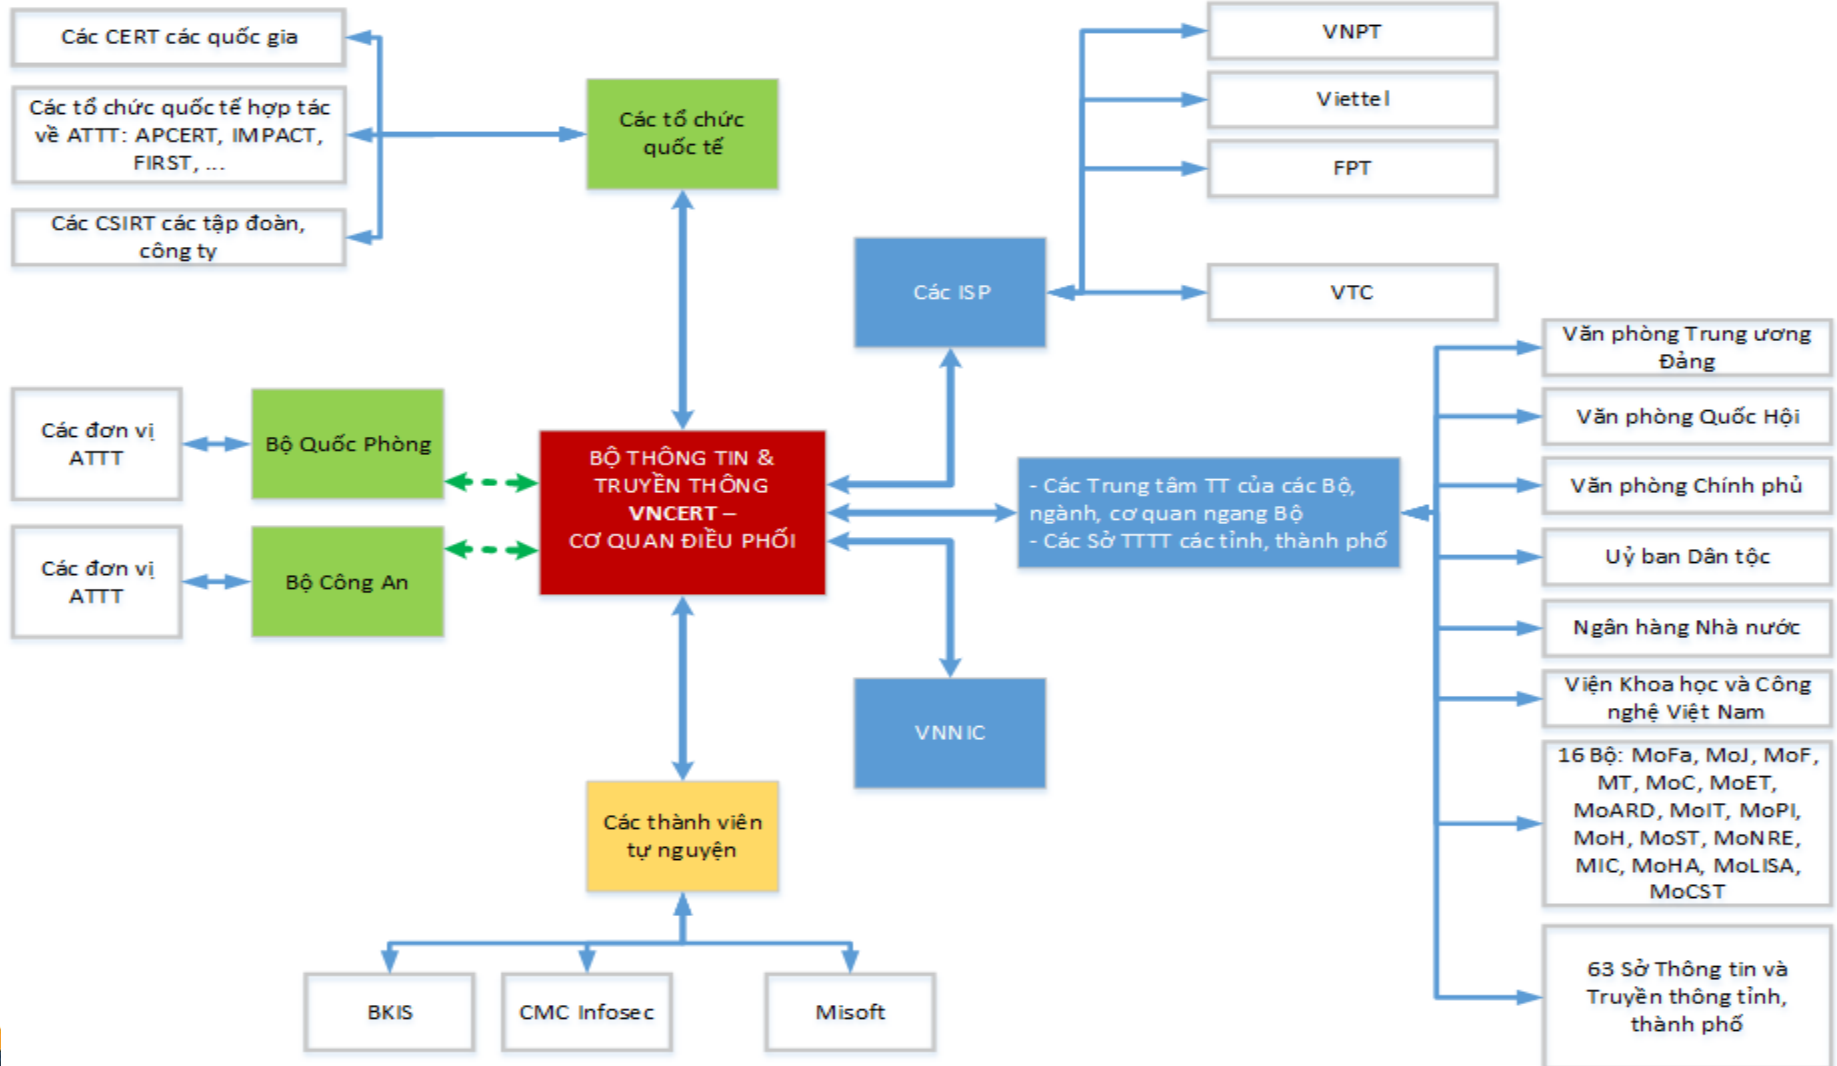 Các CERT các quốc gia
Các tổ chức quốc tế hợp tác
về ATTT: APCERT, IMPACT,
FIRST, ...
Các CSIRT các tập đoàn,
công ty
Các tổ chức
quốc tế
VNPT
Viettel
FPT
VTC
Các ISP
Các đơn vị
ATTT
Bộ Quốc Phòng
Các đơn vị
ATTT
Bộ Công An
BỘ THÔNG TIN &
TRUYỀN THÔNG
VNCERT –
CƠ QUAN ĐIỀU PHỐI
- Các Trung tâm TT của các Bộ,
ngành, cơ quan ngang Bộ
- Các Sở TTTT các tỉnh, thành phố
Văn phòng Trung ương
Đảng
Văn phòng Quốc Hội
Văn phòng Chính phủ
Uỷ ban Dân tộc
Ngân hàng Nhà nước
Viện Khoa học và Công
nghệ Việt Nam
16 Bộ: MoFa, MoJ, MoF,
MT, MoC, MoET,
MoARD, MoIT, MoPI,
MoH, MoST, MoNRE,
MIC, MoHA, MoLISA,
MoCST
63 Sở Thông tin và
Truyền thông tỉnh,
thành phố
VNNIC
Các thành viên
tự nguyện
BKIS
CMC Infosec
Misoft